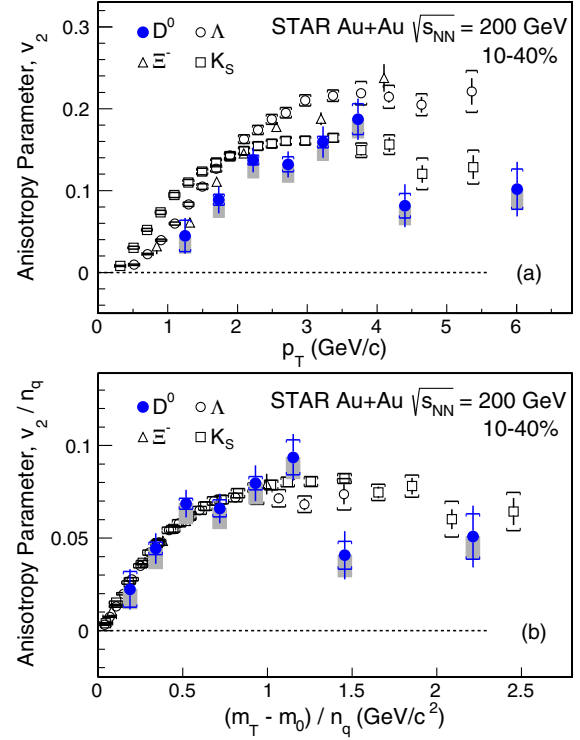 STAR Au+Au √sNN = 200 GeV
10-40%
D⁰ Λ
Ξ⁻ KS
Anisotropy Parameter, v₂
0.3
0.2
0.1
0
(a)
0 1 2 3 4 5 6
pT (GeV/c)
STAR Au+Au √sNN = 200 GeV
10-40%
D⁰ Λ
Ξ⁻ KS
Anisotropy Parameter, v₂ / nq
0.1
0.05
0
(b)
0 0.5 1 1.5 2 2.5
(mT - m₀) / nq (GeV/c²)